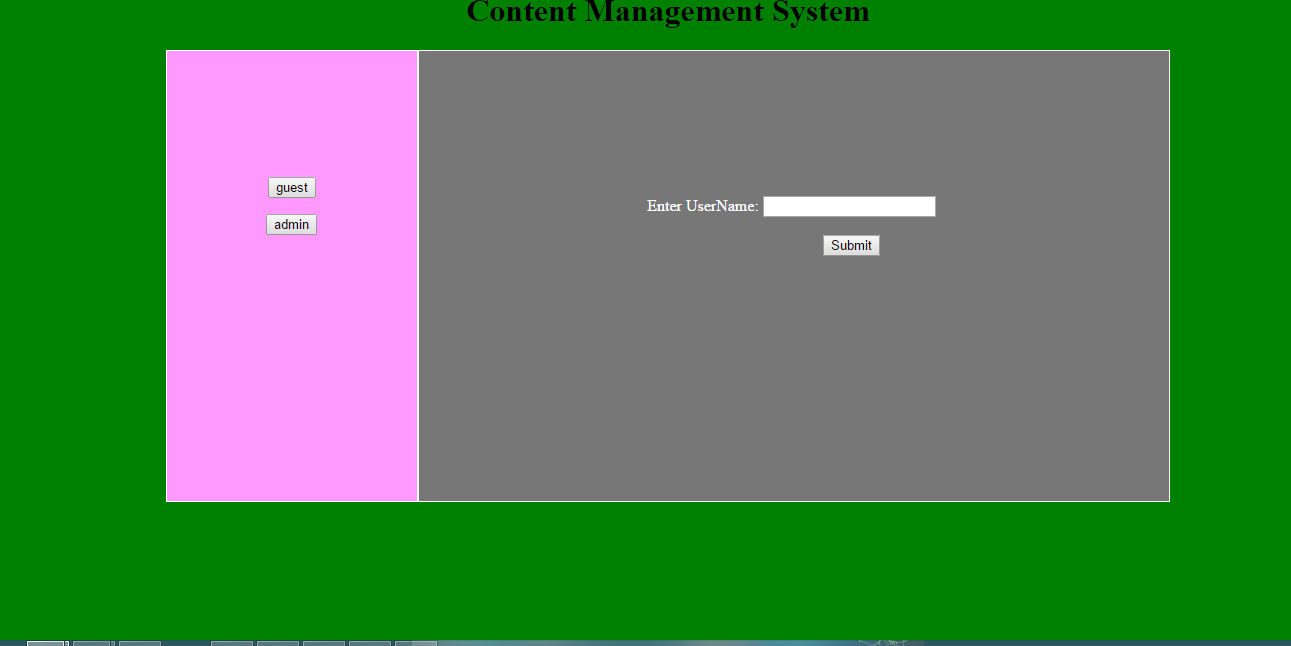 Content Management System
guest
admin
Enter UserName:
Submit